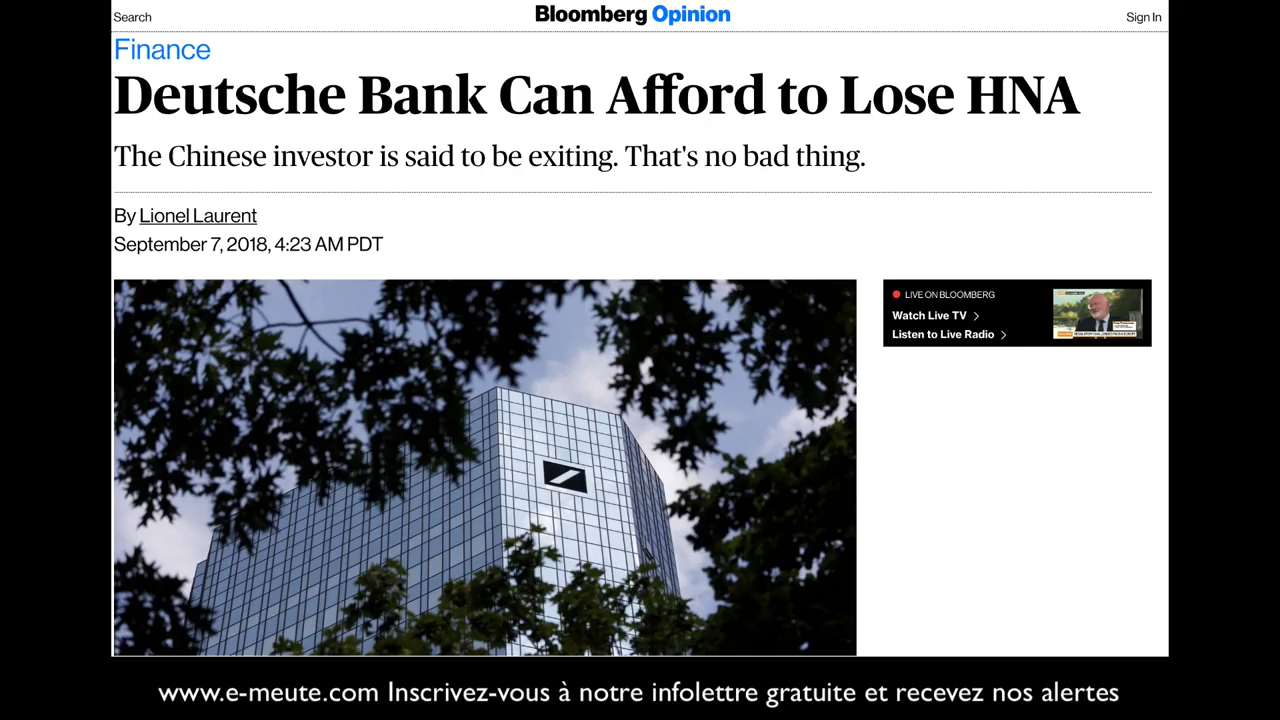 Search
Bloomberg Opinion
Sign In
Finance
Deutsche Bank Can Afford to Lose HNA
The Chinese investor is said to be exiting. That's no bad thing.
By Lionel Laurent
September 7, 2018, 4:23 AM PDT
LIVE ON BLOOMBERG
Watch Live TV
Listen to Live Radio
www.e-meute.com Inscrivez-vous à notre infolettre gratuite et recevez nos alertes